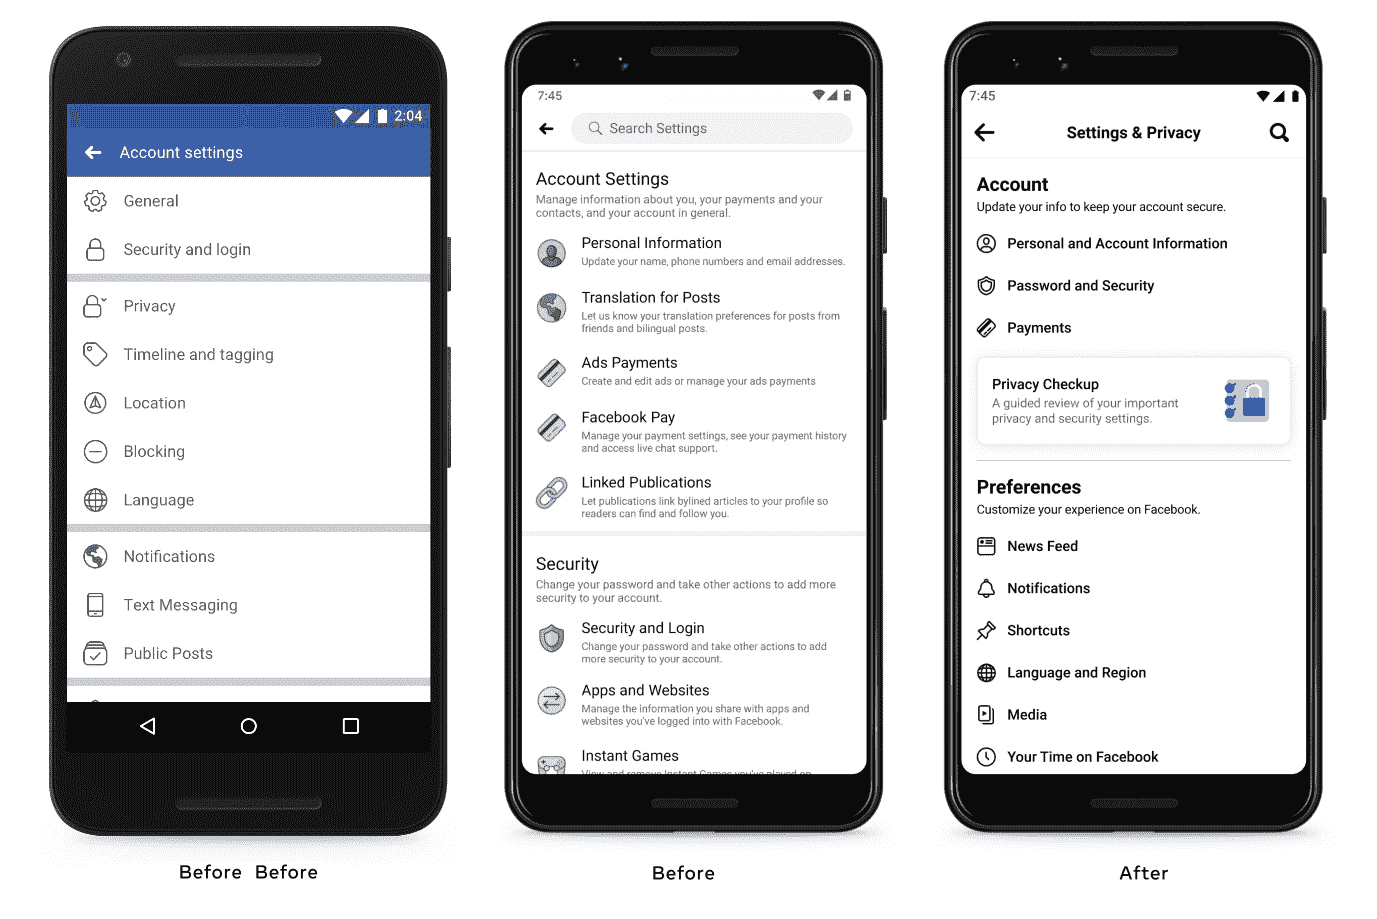 2:04
Account settings
General
Security and login
Privacy
Timeline and tagging
Location
Blocking
Language
Notifications
Text Messaging
Public Posts
Before Before
7:45
Search Settings
Account Settings
Manage information about you, your payments and your
contacts, and your account in general.
Personal Information
Update your name, phone numbers and email addresses.
Translation for Posts
Let us know your translation preferences for posts from
friends and bilingual posts.
Ads Payments
Create and edit ads or manage your ads payments
Facebook Pay
Manage your payment settings, see your payment history
and access live chat support.
Linked Publications
Let publications link bylined articles to your profile so
readers can find and follow you.
Security
Change your password and take other actions to add more
security to your account.
Security and Login
Change your password and take other actions to add
more security to your account.
Apps and Websites
Manage the information you share with apps and
websites you've logged into with Facebook.
Instant Games
View and remove Instant Games you've played on
Before
7:45
Settings & Privacy
Account
Update your info to keep your account secure.
Personal and Account Information
Password and Security
Payments
Privacy Checkup
A guided review of your important
privacy and security settings.
Preferences
Customize your experience on Facebook.
News Feed
Notifications
Shortcuts
Language and Region
Media
Your Time on Facebook
After